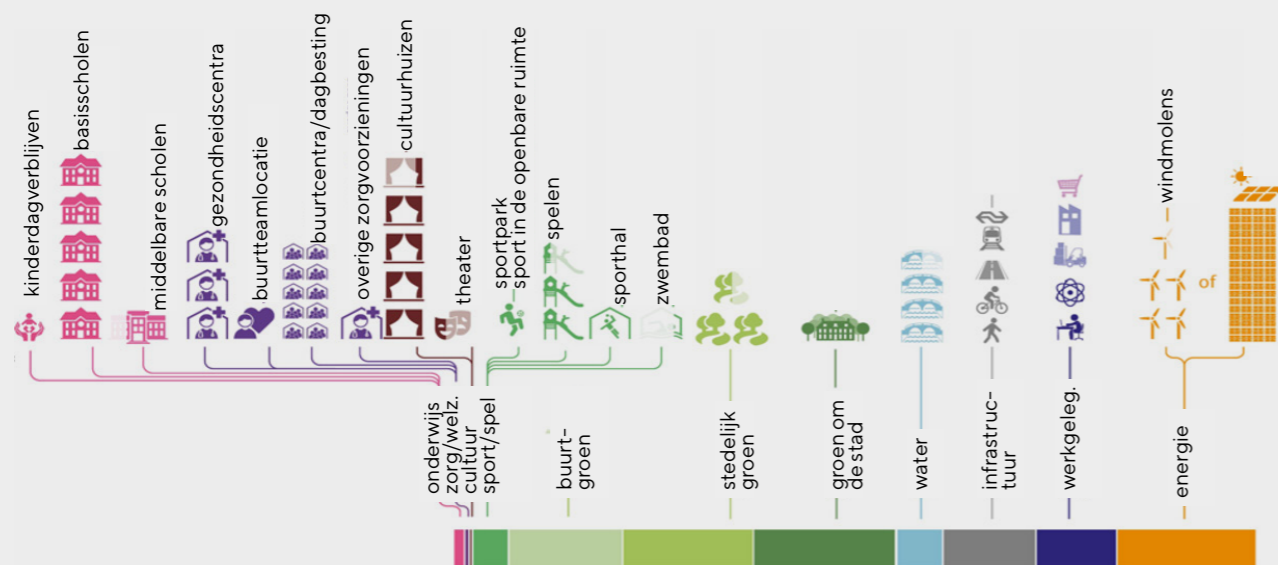 kinderdagverblijven
basisscholen
middelbare scholen
gezondheidscentra
buurtteamlocatie
buurtcentra/dagbesting
overige zorgvoorzieningen
cultuurhuizen
theater
sportpark
sport in de openbare ruimte
spelen
sporthal
zwembad
windmolens
of
onderwijs
zorg/welz.
cultuur
sport/spel
buurt-
groen
stedelijk
groen
groen om
de stad
water
infrastruc-
tuur
werkgeleg.
energie